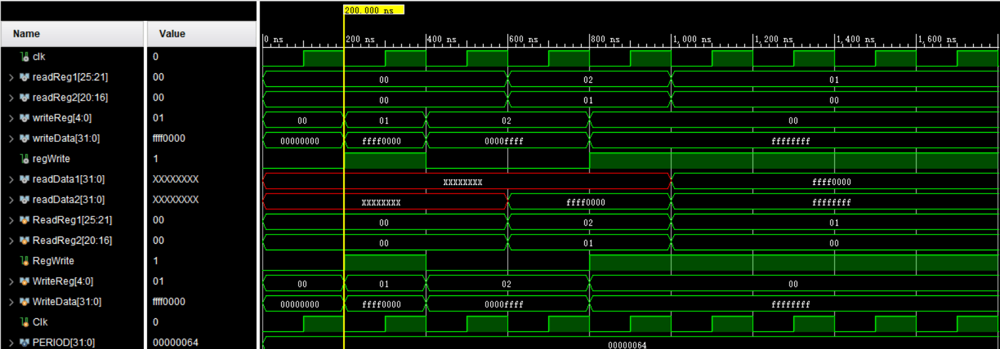 200.000 ns
Name Value
0 ns 200 ns 400 ns 600 ns 800 ns 1,000 ns 1,200 ns 1,400 ns 1,600 ns
clk 0
readReg1[25:21] 00 00 02 01
readReg2[20:16] 00 00 01 00
writeReg[4:0] 01 00 01 02 00
writeData[31:0] ffff0000 00000000 ffff0000 0000ffff ffffffff
regWrite 1
readData1[31:0] XXXXXXXX XXXXXXXX ffff0000
readData2[31:0] XXXXXXXX XXXXXXXX ffff0000 ffffffff
ReadReg1[25:21] 00 00 02 01
ReadReg2[20:16] 00 00 01 00
RegWrite 1
WriteReg[4:0] 01 00 01 02 00
WriteData[31:0] ffff0000 00000000 ffff0000 0000ffff ffffffff
Clk 0
PERIOD[31:0] 00000064 00000064